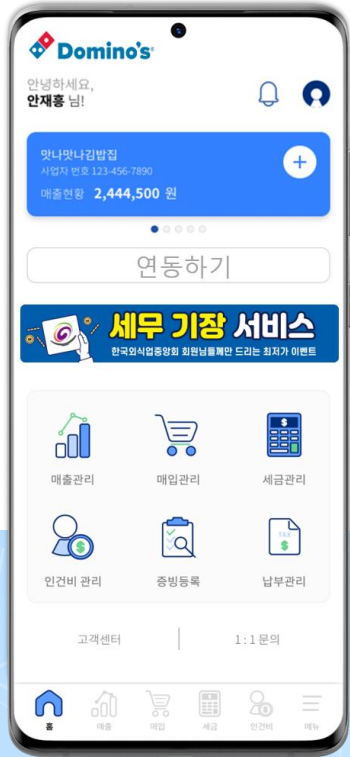 Domino's
안녕하세요,
안재홍 님!
맛나맛나김밥집
사업자 번호 123-456-7890
매출현황 2,444,500 원
연동하기
세무 기장 서비스
한국외식업중앙회 회원님들께만 드리는 최저가 이벤트
매출관리 매입관리 세금관리
TAX
인건비 관리 증빙등록 납부관리
고객센터 1:1 문의
홈 매출 매입 세금 인건비 메뉴